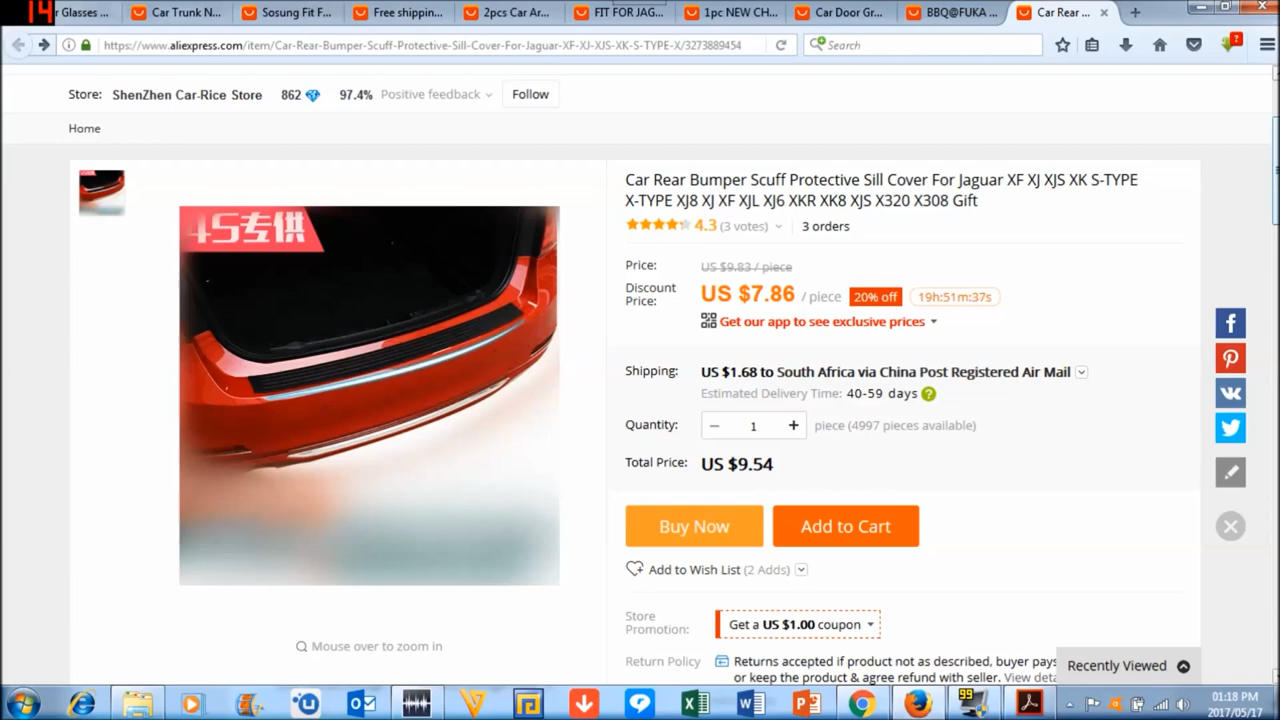 14
r Glasses ...
Car Trunk N...
Sosung Fit F...
Free shippin...
2pcs Car Ar...
FIT FOR JAG...
1pc NEW CH...
Car Door Gr...
BBQ@FUKA ...
Car Rear ...
https://www.aliexpress.com/item/Car-Rear-Bumper-Scuff-Protective-Sill-Cover-For-Jaguar-XF-XJ-XJS-XK-S-TYPE-X/3273889454
Search
?
Store: ShenZhen Car-Rice Store 862 97.4% Positive feedback Follow
Home
4S专供
Car Rear Bumper Scuff Protective Sill Cover For Jaguar XF XJ XJS XK S-TYPE
X-TYPE XJ8 XJ XF XJL XJ6 XKR XK8 XJS X320 X308 Gift
4.3 (3 votes) 3 orders
Price: US $9.83 / piece
Discount
Price: US $7.86 / piece 20% off 19h:51m:37s
Get our app to see exclusive prices
Shipping: US $1.68 to South Africa via China Post Registered Air Mail
Estimated Delivery Time: 40-59 days ?
Quantity: − 1 + piece (4997 pieces available)
Total Price: US $9.54
Buy Now Add to Cart
Add to Wish List (2 Adds)
Store
Promotion: Get a US $1.00 coupon
Mouse over to zoom in
Return Policy Returns accepted if product not as described, buyer pays
or keep the product & agree refund with seller. View deta
Recently Viewed
99
01:18 PM
2017/05/17